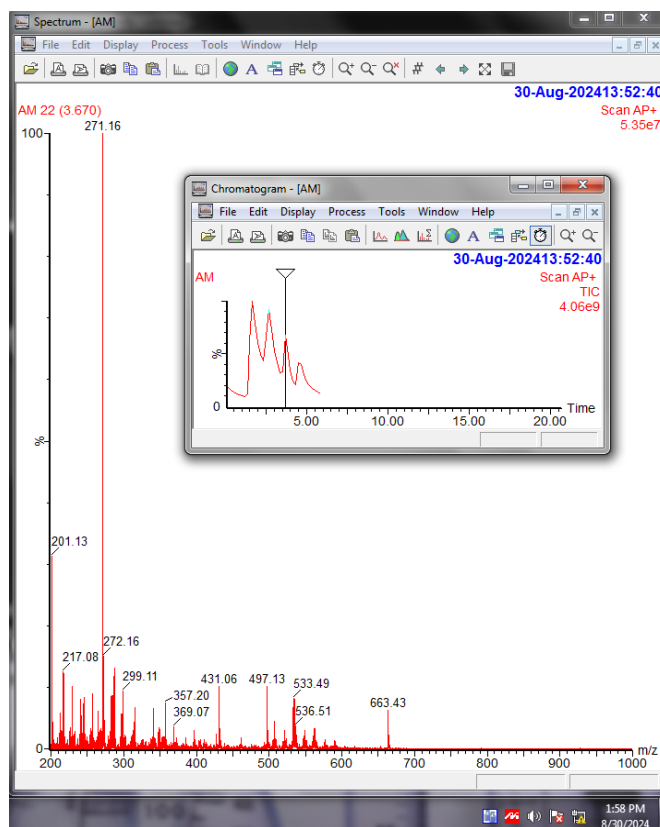 Spectrum - [AM]
File Edit Display Process Tools Window Help
30-Aug-202413:52:40
AM 22 (3.670)
Scan AP+
5.35e7
100
271.16
%
201.13
217.08
272.16
299.11
357.20
369.07
431.06
497.13
533.49
536.51
663.43
0
200 300 400 500 600 700 800 900 1000
m/z
Chromatogram - [AM]
File Edit Display Process Tools Window Help
30-Aug-202413:52:40
AM
Scan AP+
TIC
4.06e9
%
0
5.00 10.00 15.00 20.00
Time
1:58 PM
8/30/2024